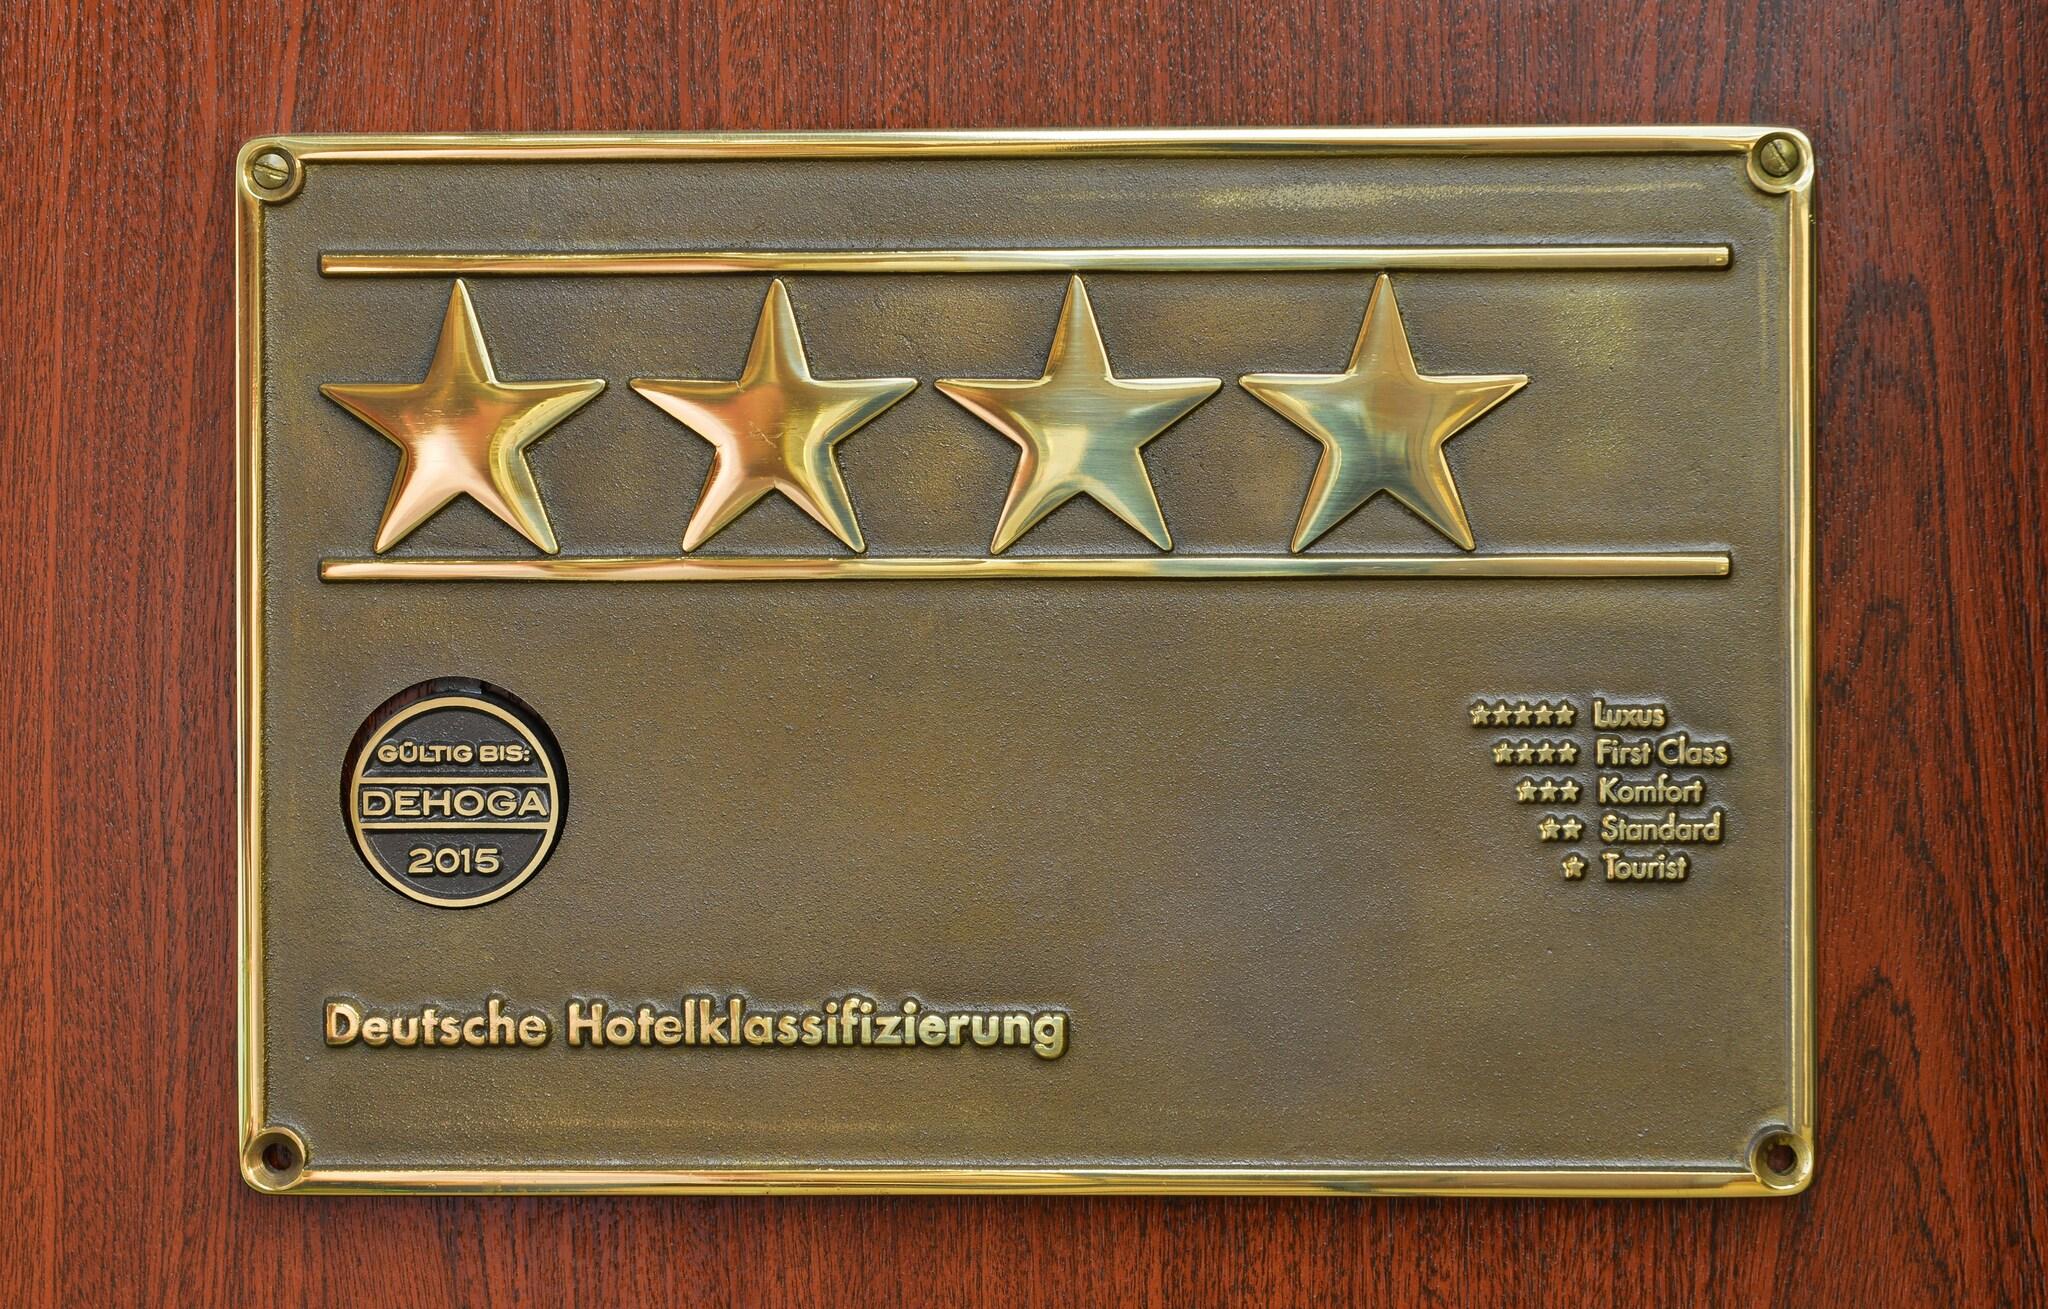 GÜLTIG BIS:
DEHOGA
2015
★★★★★ Luxus
★★★★ First Class
★★★ Komfort
★★ Standard
★ Tourist
Deutsche Hotelklassifizierung